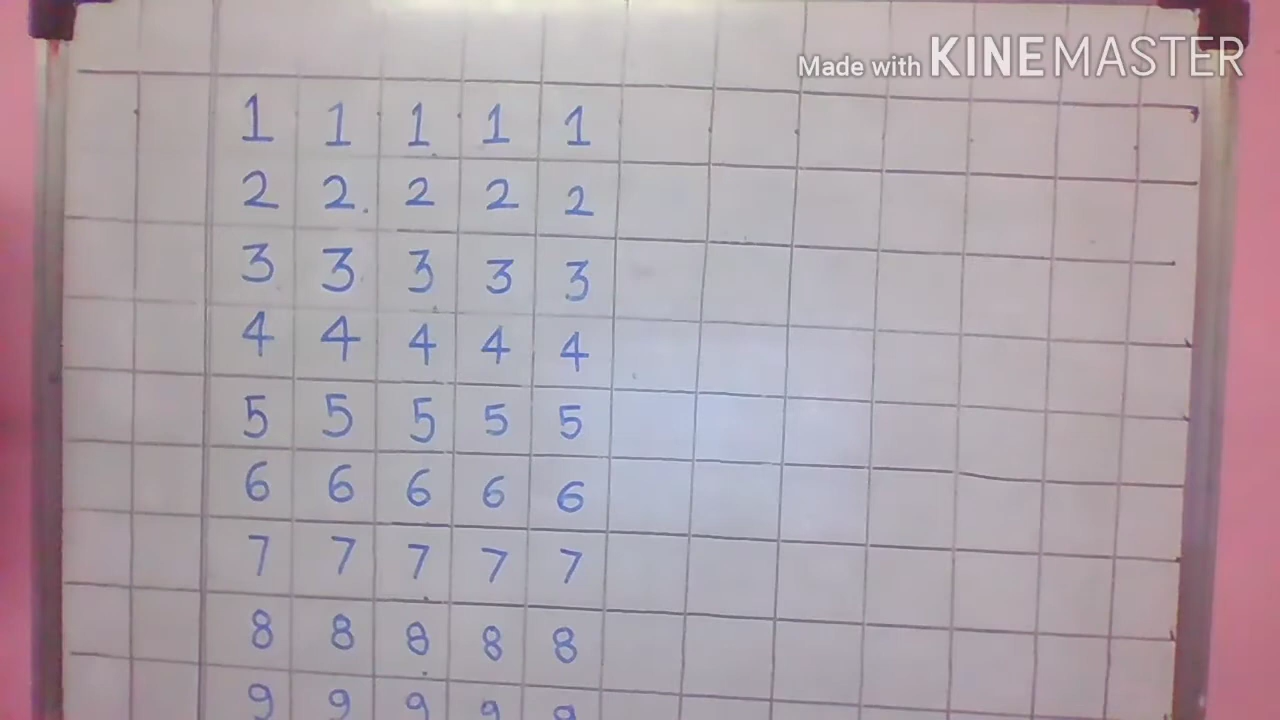 Made with KINEMASTER
1 1 1 1 1
2 2 2 2 2
3 3 3 3 3
4 4 4 4 4
5 5 5 5 5
6 6 6 6 6
7 7 7 7 7
8 8 8 8 8
9 9 9 9 9